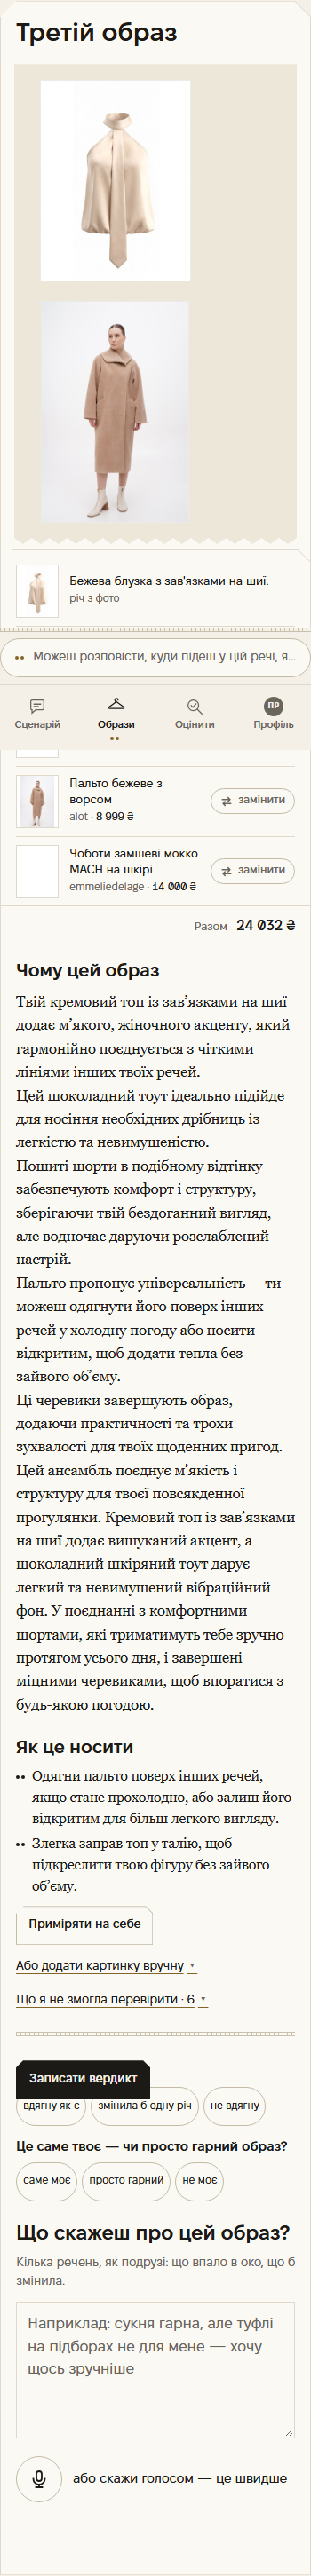 Третій образ
Бежева блузка з зав'язками на шиї.
річ з фото
Можеш розповісти, куди підеш у цій речі, я...
Сценарій
Образи
Оцінити
ПР
Профіль
Пальто бежеве з
ворсом
alot · 8 999 ₴
замінити
Чоботи замшеві мокко
MACH на шкірі
emmeliedelage · 14 000 ₴
замінити
Разом 24 032 ₴
Чому цей образ
Твій кремовий топ із зав’язками на шиї
додає м’якого, жіночного акценту, який
гармонійно поєднується з чіткими
лініями інших твоїх речей.
Цей шоколадний тоут ідеально підійде
для носіння необхідних дрібниць із
легкістю та невимушеністю.
Пошиті шорти в подібному відтінку
забезпечують комфорт і структуру,
зберігаючи твій бездоганний вигляд,
але водночас даруючи розслаблений
настрій.
Пальто пропонує універсальність — ти
можеш одягнути його поверх інших
речей у холодну погоду або носити
відкритим, щоб додати тепла без
зайвого об’єму.
Ці черевики завершують образ,
додаючи практичності та трохи
зухвалості для твоїх щоденних пригод.
Цей ансамбль поєднує м’якість і
структуру для твоєї повсякденної
прогулянки. Кремовий топ із зав’язками
на шиї додає вишуканий акцент, а
шоколадний шкіряний тоут дарує
легкий та невимушений вібраційний
фон. У поєднанні з комфортними
шортами, які триматимуть тебе зручно
протягом усього дня, і завершені
міцними черевиками, щоб впоратися з
будь-якою погодою.
Як це носити
Одягни пальто поверх інших речей,
якщо стане прохолодно, або залиш його
відкритим для більш легкого вигляду.
Злегка заправ топ у талію, щоб
підкреслити твою фігуру без зайвого
об’єму.
Приміряти на себе
Або додати картинку вручну
Що я не змогла перевірити · 6
Записати вердикт
вдягну як є
змінила б одну річ
не вдягну
Це саме твоє — чи просто гарний образ?
саме моє
просто гарний
не моє
Що скажеш про цей образ?
Кілька речень, як подрузі: що впало в око, що б
змінила.
Наприклад: сукня гарна, але туфлі
на підборах не для мене — хочу
щось зручніше
або скажи голосом — це швидше